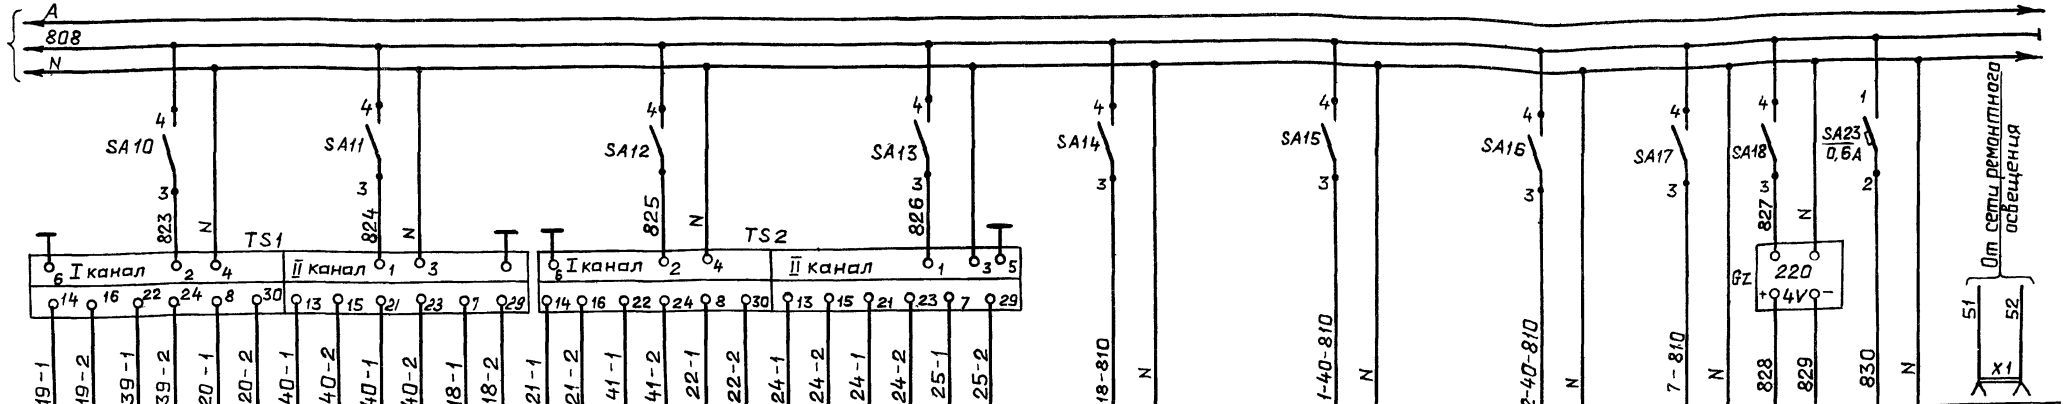 A
808
N
4 4 4 4 4 4 4 4 4 1
SA10 SA11 SA12 SA13 SA14 SA15 SA16 SA17 SA18 SA23
0,6A
3 3 3 3 3 3 3 3 2
823 N 824 N 825 N 826 827 N
От сети ремонтного
освещения
TS1 TS2
6 I канал 2 4 II канал 1 3
6 I канал 2 4 II канал 1 3 5
14 16 22 24 8 30 13 15 21 23 7 29
14 16 22 24 8 30 13 15 21 23 7 29
GZ 220
+ 4V −
51 52
X1
19-1 19-2 39-1 39-2 20-1 20-2 40-1 40-2 40-1 40-2 18-1 18-2
21-1 21-2 41-1 41-2 22-1 22-2 24-1 24-2 24-1 24-2 25-1 25-2
18-810 N 1-40-810 N 2-40-810 N 7-810 N 828 829 830 N